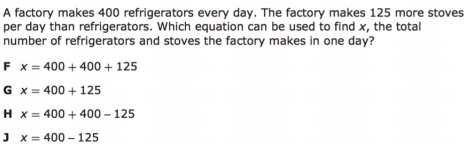 A factory makes 400 refrigerators every day. The factory makes 125 more stoves
per day than refrigerators. Which equation can be used to find x, the total
number of refrigerators and stoves the factory makes in one day?
F x = 400 + 400 + 125
G x = 400 + 125
H x = 400 + 400 – 125
J x = 400 – 125